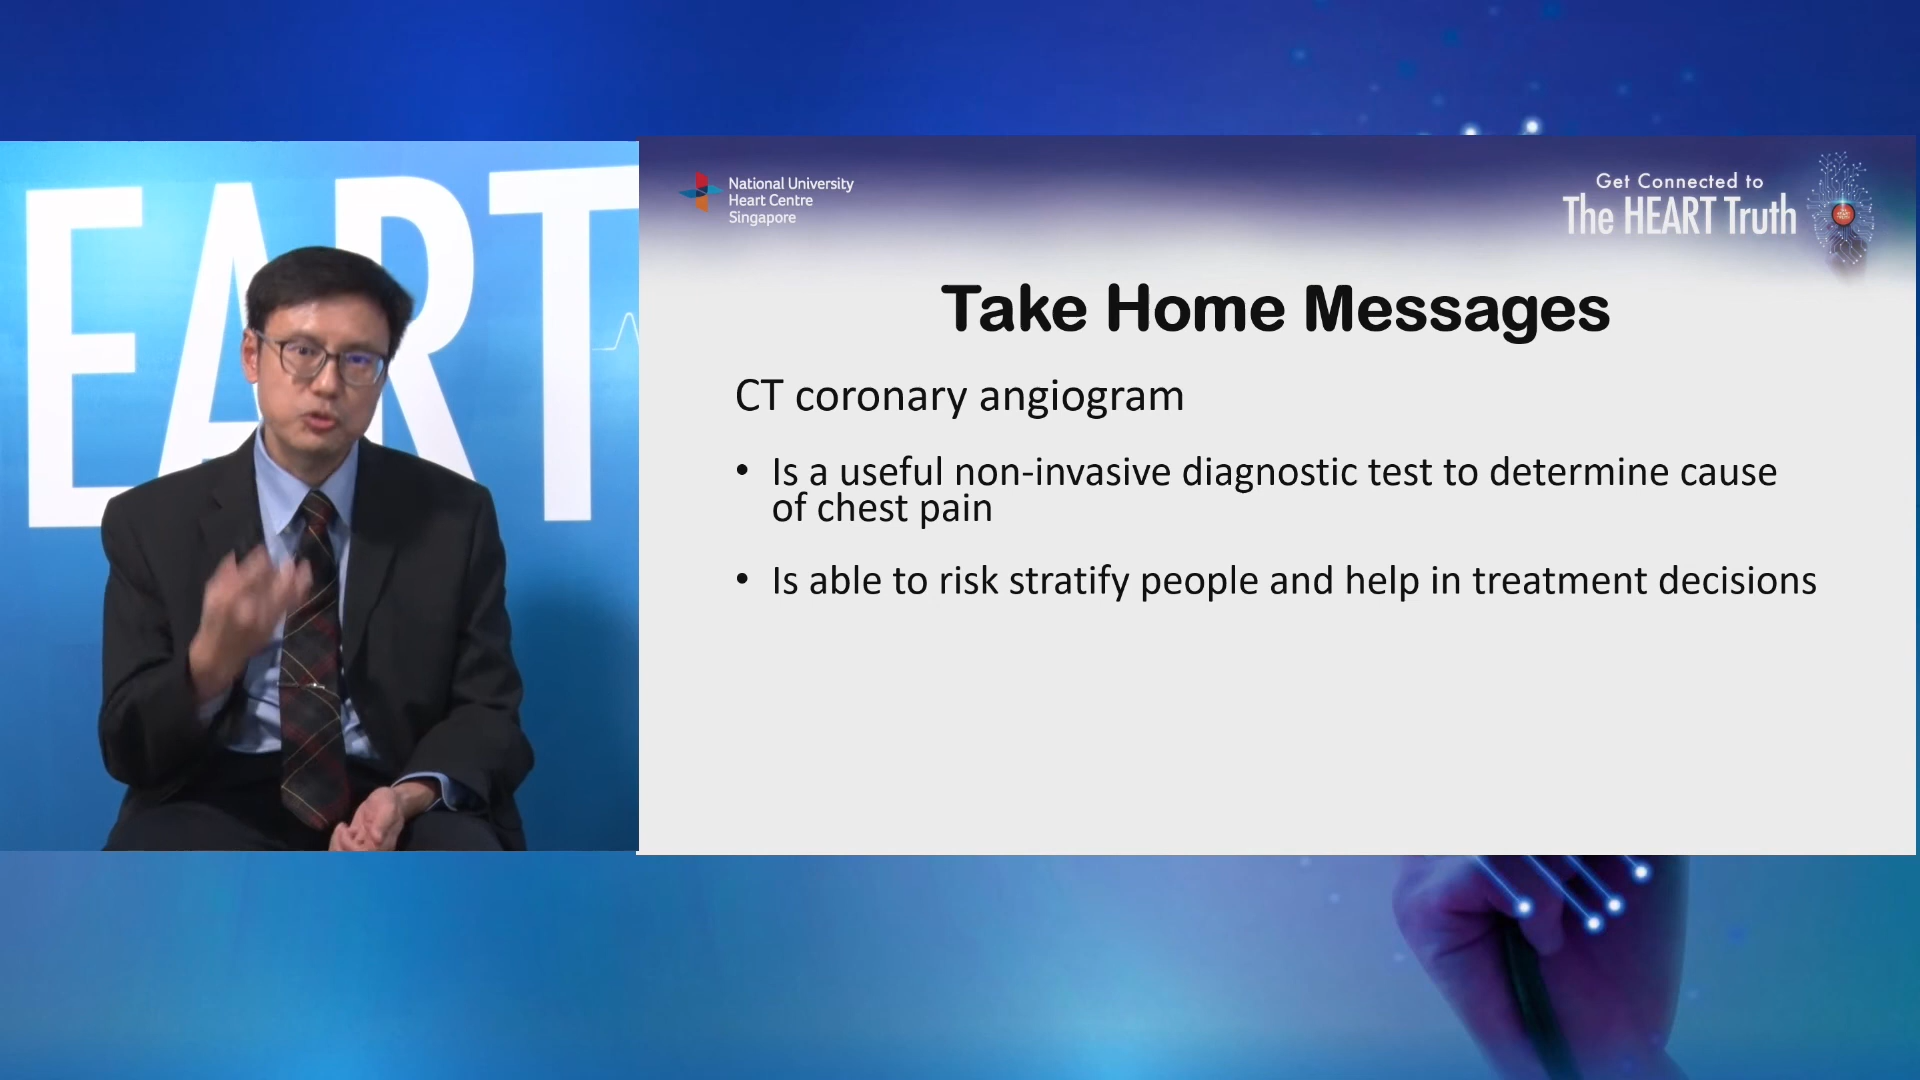 EART
National University
Heart Centre
Singapore
Get Connected to
The HEART Truth
Take Home Messages
CT coronary angiogram
• Is a useful non-invasive diagnostic test to determine cause
of chest pain
• Is able to risk stratify people and help in treatment decisions